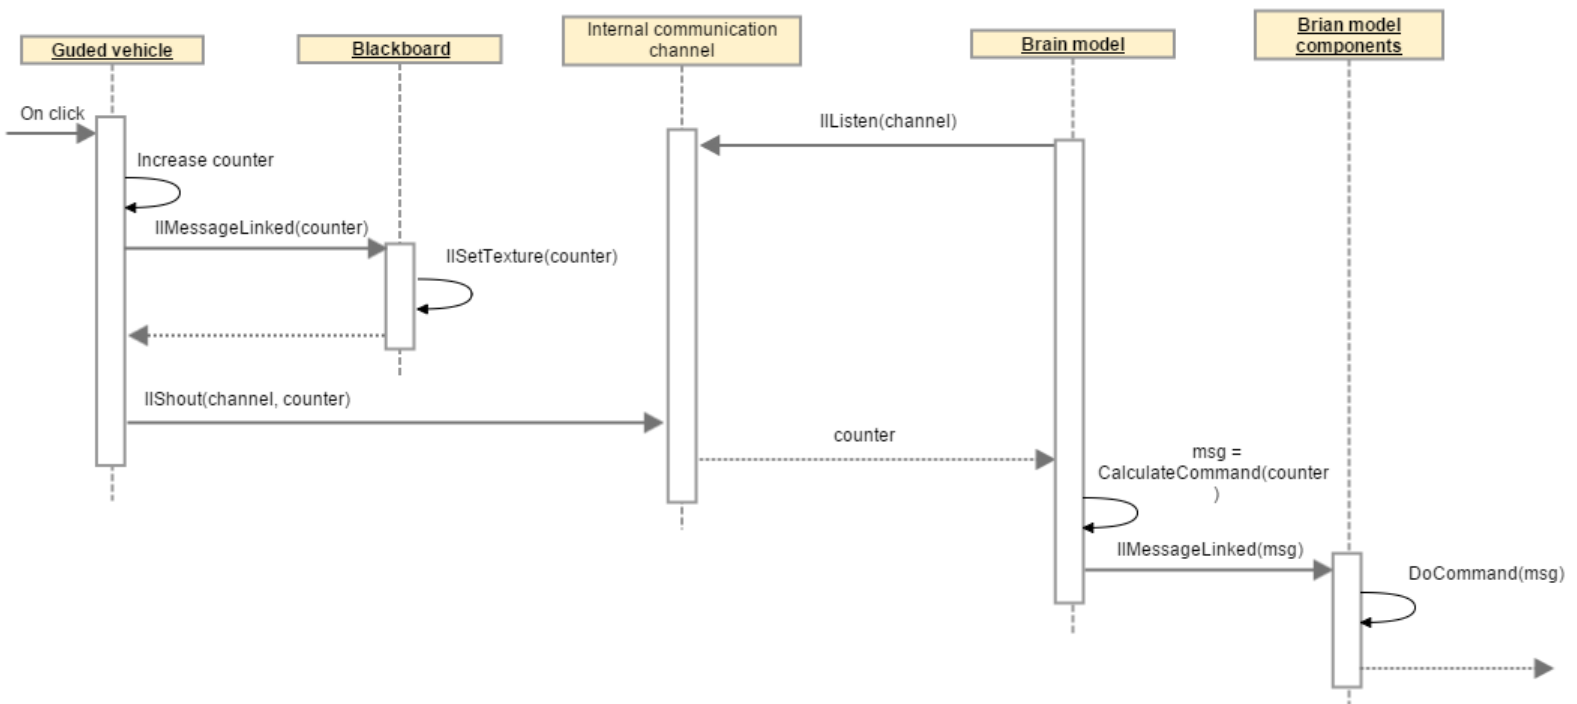 Guded vehicle
Blackboard
Internal communication
channel
Brain model
Brian model
components
On click
Increase counter
llMessageLinked(counter)
llSetTexture(counter)
llListen(channel)
llShout(channel, counter)
counter
msg =
CalculateCommand(counter
)
llMessageLinked(msg)
DoCommand(msg)